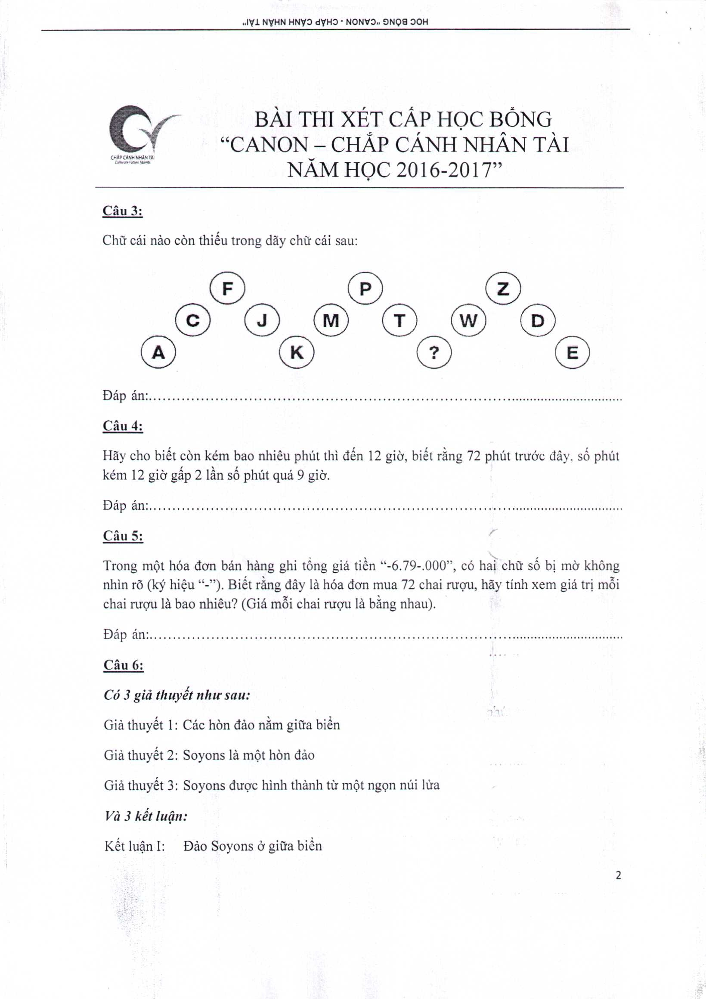 HỌC BỔNG "CANON - CHẮP CÁNH NHÂN TÀI"
CHẮP CÁNH NHÂN TÀI
Cultivate Future Talents
BÀI THI XÉT CẤP HỌC BỔNG
“CANON – CHẮP CÁNH NHÂN TÀI
NĂM HỌC 2016-2017”
Câu 3:
Chữ cái nào còn thiếu trong dãy chữ cái sau:
F P Z
C J M T W D
A K ? E
Đáp án:....................................................................................................
Câu 4:
Hãy cho biết còn kém bao nhiêu phút thì đến 12 giờ, biết rằng 72 phút trước đây, số phút
kém 12 giờ gấp 2 lần số phút quá 9 giờ.
Đáp án:....................................................................................................
Câu 5:
Trong một hóa đơn bán hàng ghi tổng giá tiền “-6.79-.000”, có hai chữ số bị mờ không
nhìn rõ (ký hiệu “-”). Biết rằng đây là hóa đơn mua 72 chai rượu, hãy tính xem giá trị mỗi
chai rượu là bao nhiêu? (Giá mỗi chai rượu là bằng nhau).
Đáp án:....................................................................................................
Câu 6:
Có 3 giả thuyết như sau:
Giả thuyết 1: Các hòn đảo nằm giữa biển
Giả thuyết 2: Soyons là một hòn đảo
Giả thuyết 3: Soyons được hình thành từ một ngọn núi lửa
Và 3 kết luận:
Kết luận I: Đảo Soyons ở giữa biển
2